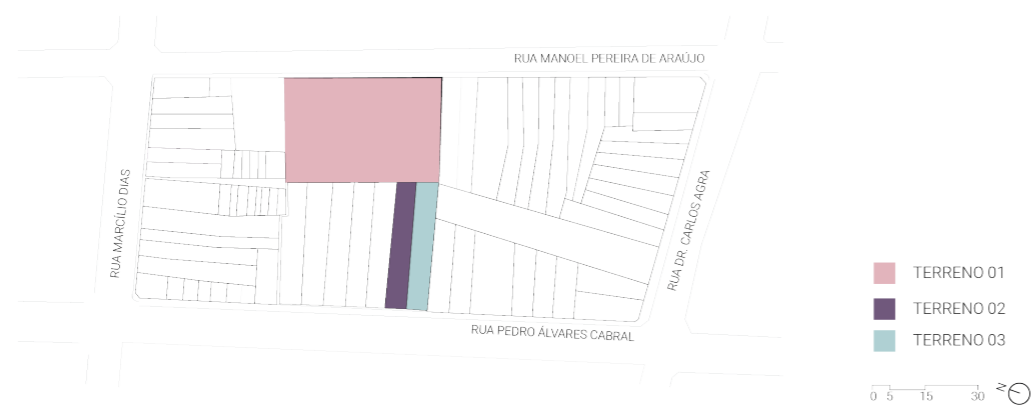 RUA MANOEL PEREIRA DE ARAÚJO
RUA MARCÍLIO DIAS
RUA DR. CARLOS AGRA
RUA PEDRO ÁLVARES CABRAL
TERRENO 01
TERRENO 02
TERRENO 03
0 5 15 30
N